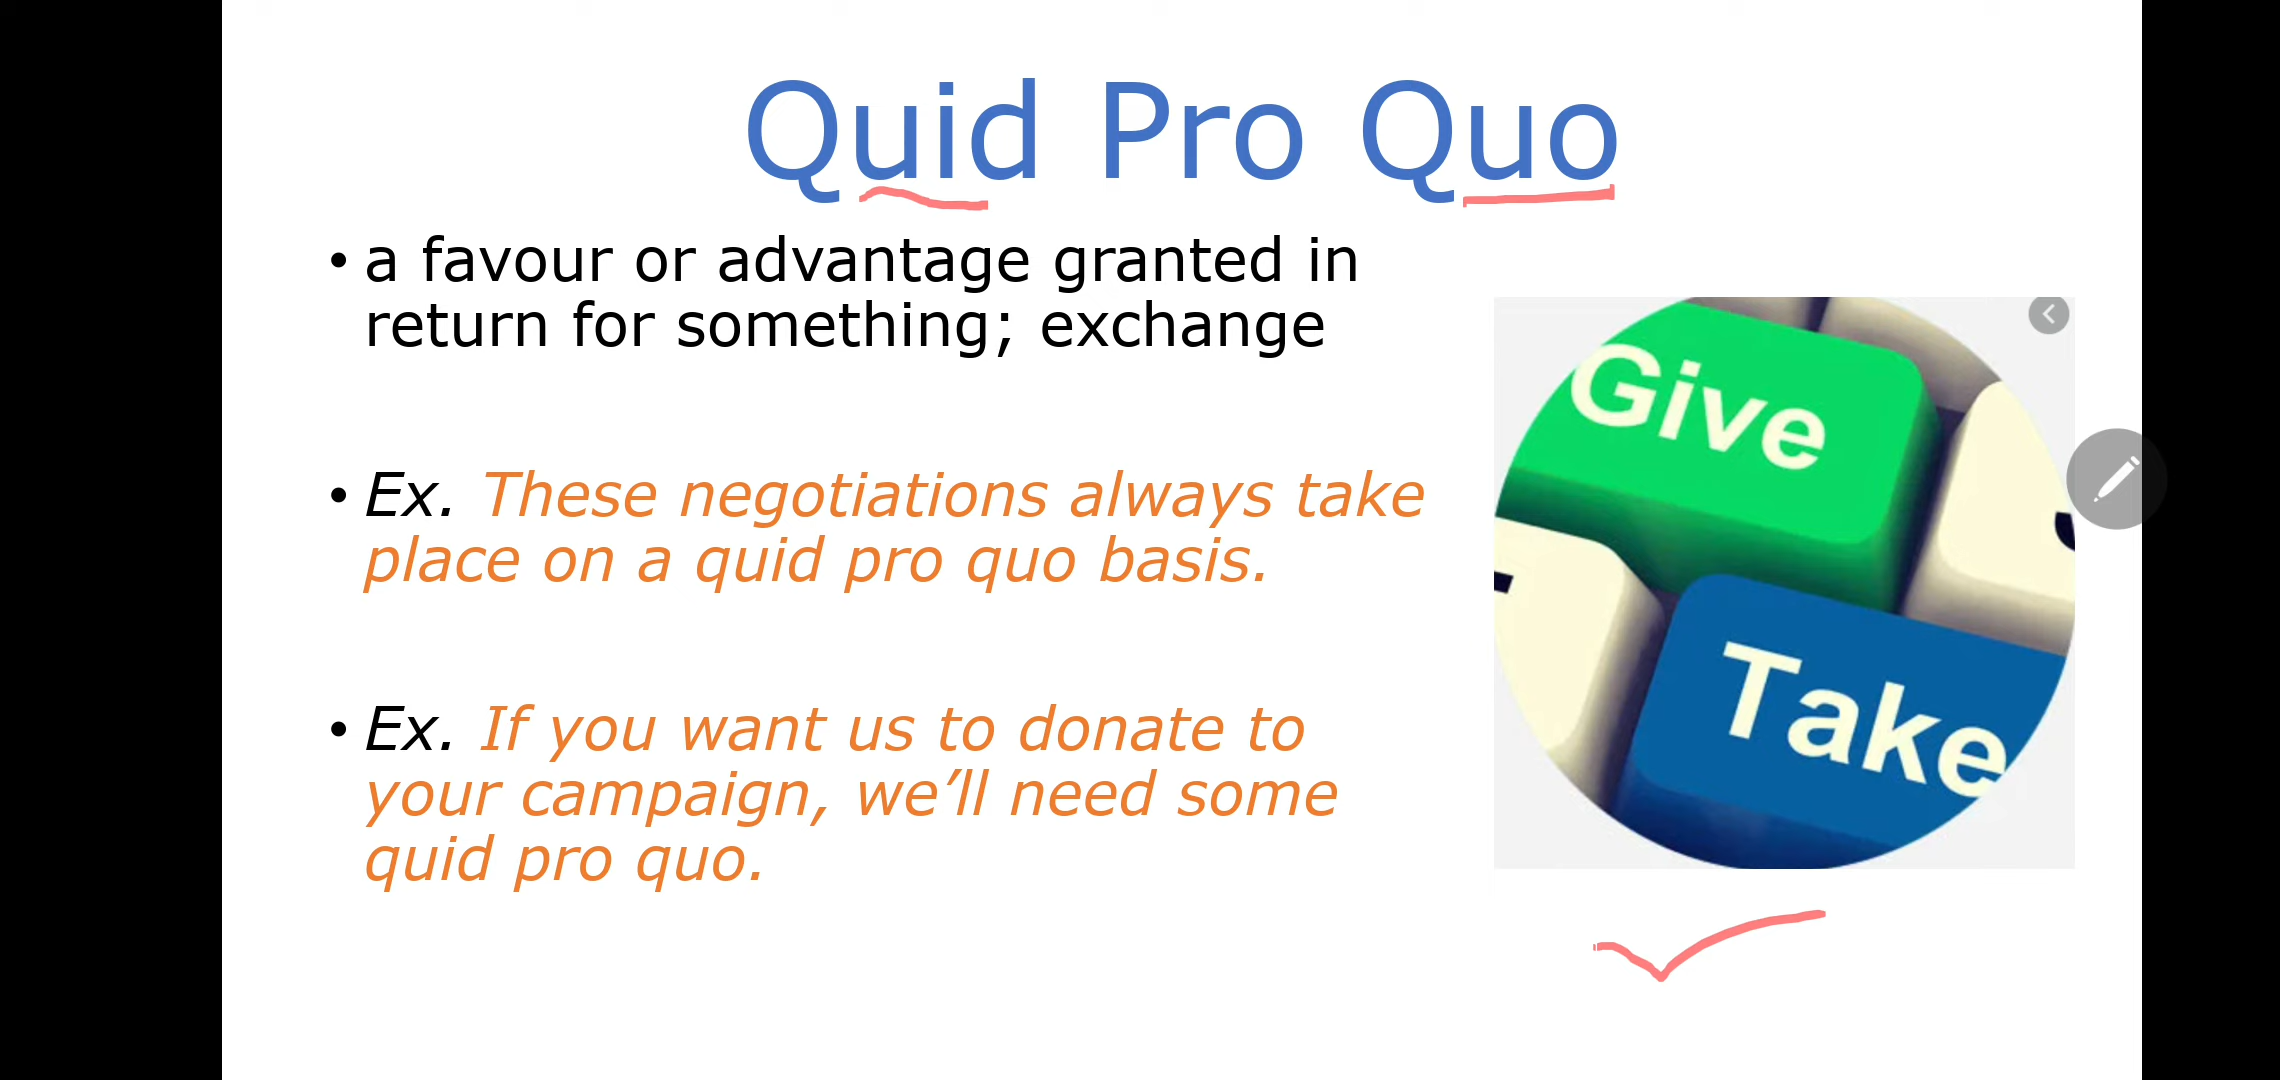 Quid Pro Quo
• a favour or advantage granted in
return for something; exchange
• Ex. These negotiations always take
place on a quid pro quo basis.
• Ex. If you want us to donate to
your campaign, we’ll need some
quid pro quo.
Give
Take